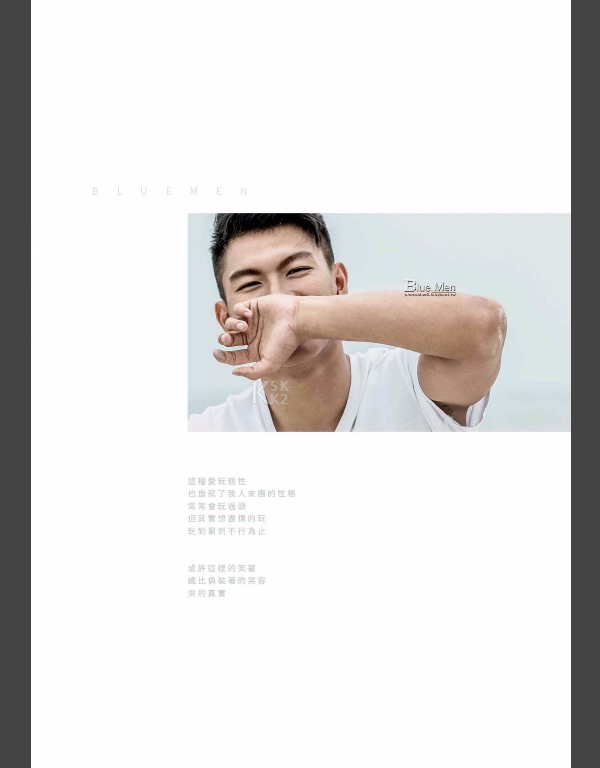 BLUEMEN
Blue Men
K5K
K2
這種愛玩個性
也造就了我人來瘋的性格
常常會玩過頭
但其實想盡情的玩
玩到累到不行為止
或許這樣的笑著
總比偽裝著的笑容
來的真實